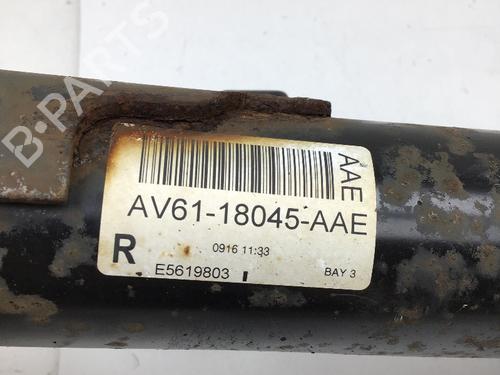 B-PARTS
AAE
AV61-18045-AAE
R
0916 11:33
E5619803
BAY 3